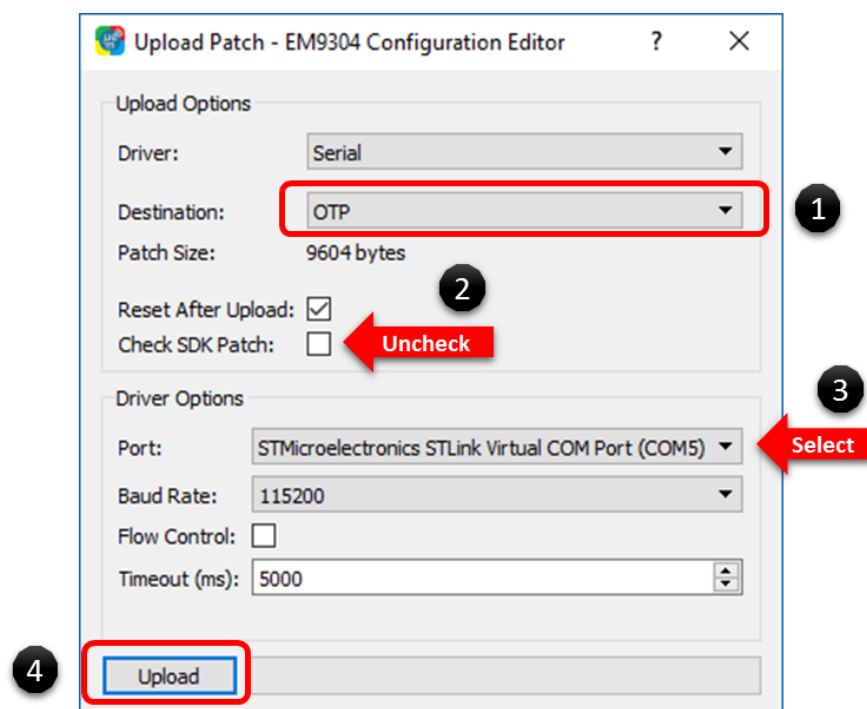 Upload Patch - EM9304 Configuration Editor ? X
Upload Options
Driver: Serial
Destination: OTP
1
Patch Size: 9604 bytes
2
Reset After Upload:
Check SDK Patch:
Uncheck
Driver Options
3
Port: STMicroelectronics STLink Virtual COM Port (COM5)
Select
Baud Rate: 115200
Flow Control:
Timeout (ms): 5000
4
Upload